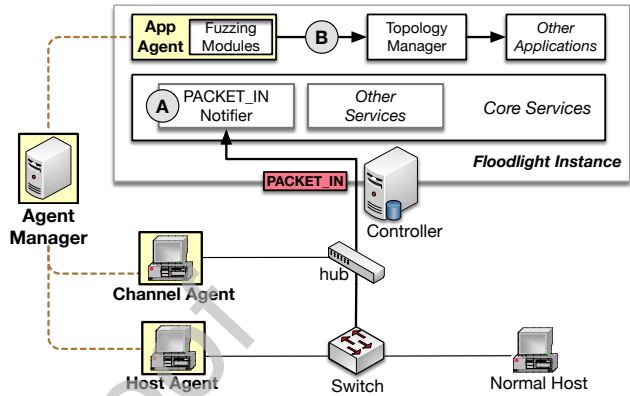 App
Agent
Fuzzing
Modules
B
Topology
Manager
Other
Applications
A
PACKET_IN
Notifier
Other
Services
Core Services
Floodlight Instance
PACKET_IN
Agent
Manager
Controller
hub
Channel Agent
Host Agent
Switch
Normal Host